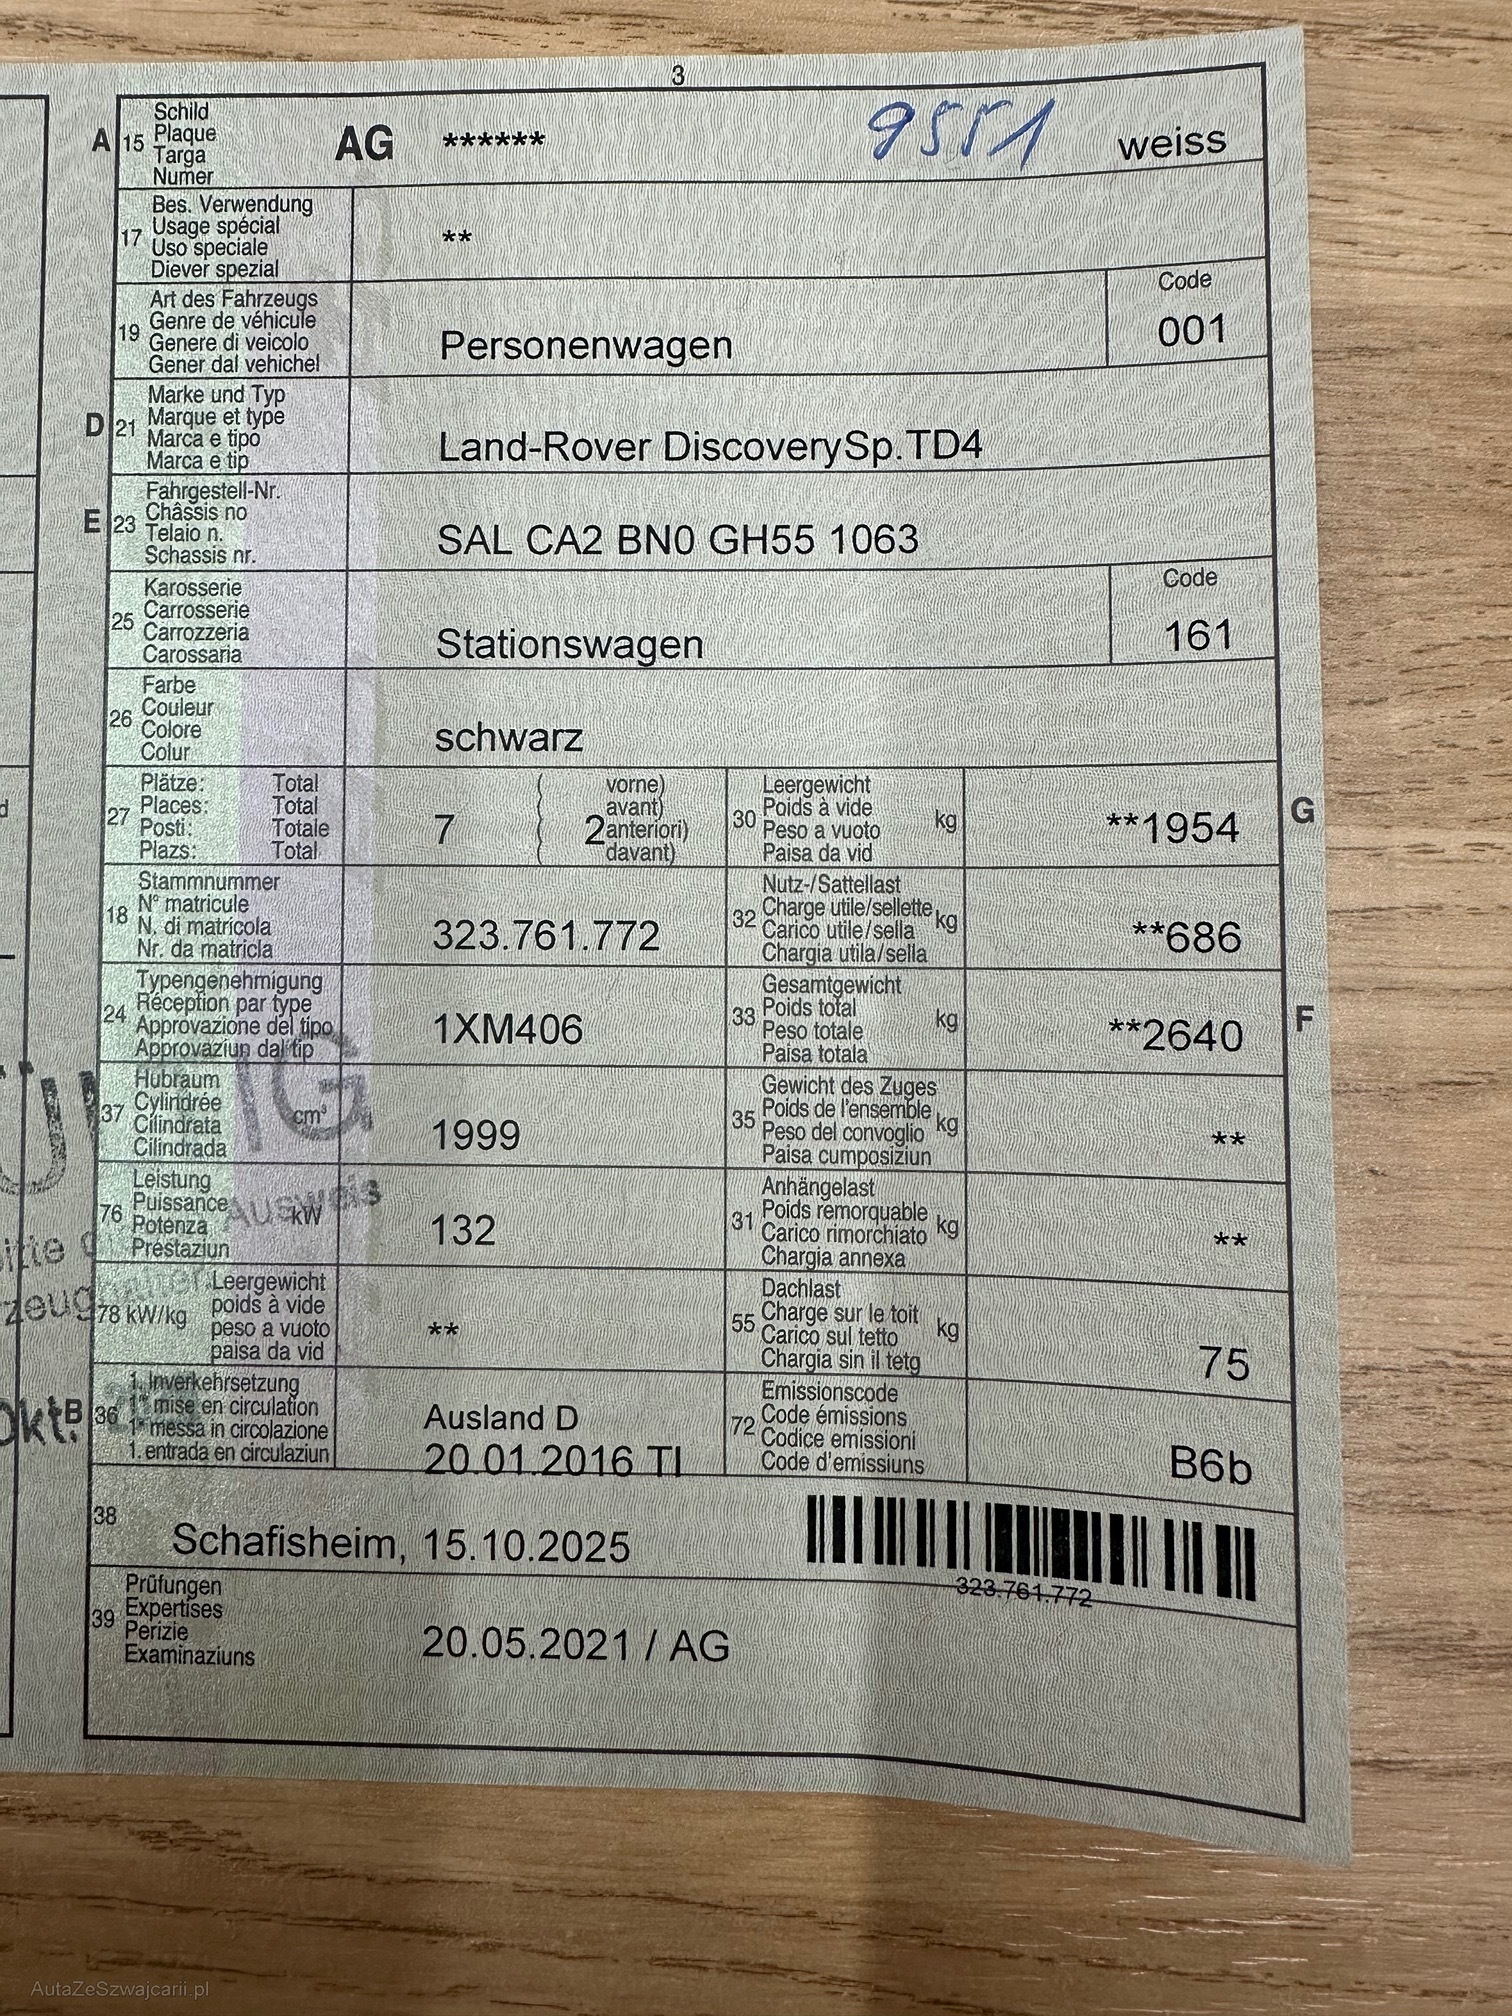 3
A 15 Schild
Plaque
Targa
Numer
AG ****** 9551 weiss
17 Bes. Verwendung
Usage spécial
Uso speciale
Diever spezial
**
19 Art des Fahrzeugs
Genre de véhicule
Genere di veicolo
Gener dal vehichel
Personenwagen
Code
001
D 21 Marke und Typ
Marque et type
Marca e tipo
Marca e tip
Land-Rover DiscoverySp.TD4
E 23 Fahrgestell-Nr.
Châssis no
Telaio n.
Schassis nr.
SAL CA2 BN0 GH55 1063
25 Karosserie
Carrosserie
Carrozzeria
Carossaria
Stationswagen
Code
161
26 Farbe
Couleur
Colore
Colur
schwarz
27 Plätze: Total
Places: Total
Posti: Totale
Plazs: Total
7 ( 2 vorne)
avant)
anteriori)
davant)
30 Leergewicht
Poids à vide
Peso a vuoto
Paisa da vid
kg **1954 G
18 Stammnummer
N° matricule
N. di matricola
Nr. da matricla
323.761.772
32 Nutz-/Sattellast
Charge utile/sellette
Carico utile/sella
Chargia utila/sella
kg **686
24 Typengenehmigung
Réception par type
Approvazione del tipo
Approvaziun dal tip
1XM406
33 Gesamtgewicht
Poids total
Peso totale
Paisa totala
kg **2640 F
37 Hubraum
Cylindrée
Cilindrata
Cilindrada
cm³ 1999
35 Gewicht des Zuges
Poids de l'ensemble
Peso del convoglio
Paisa cumposiziun
kg **
76 Leistung
Puissance
Potenza
Prestaziun
kW 132
31 Anhängelast
Poids remorquable
Carico rimorchiato
Chargia annexa
kg **
78 kW/kg Leergewicht
poids à vide
peso a vuoto
paisa da vid
**
55 Dachlast
Charge sur le toit
Carico sul tetto
Chargia sin il tetg
kg 75
B 36 1. Inverkehrsetzung
1re mise en circulation
1a messa in circolazione
1. entrada en circulaziun
Ausland D
20.01.2016 TI
72 Emissionscode
Code émissions
Codice emissioni
Code d'emissiuns
B6b
38 Schafisheim, 15.10.2025
323.761.772
39 Prüfungen
Expertises
Perizie
Examinaziuns
20.05.2021 / AG
Ausweis
Okt.
AutaZeSzwajcarii.pl